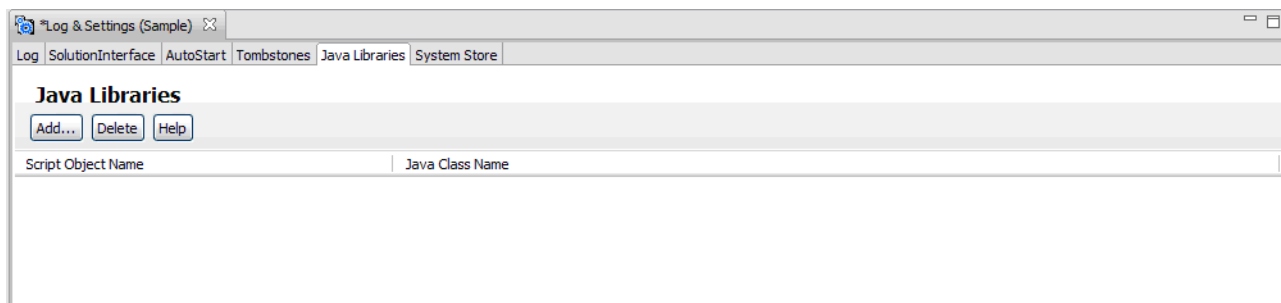 *Log & Settings (Sample)
Log SolutionInterface AutoStart Tombstones Java Libraries System Store
Java Libraries
Add... Delete Help
Script Object Name Java Class Name